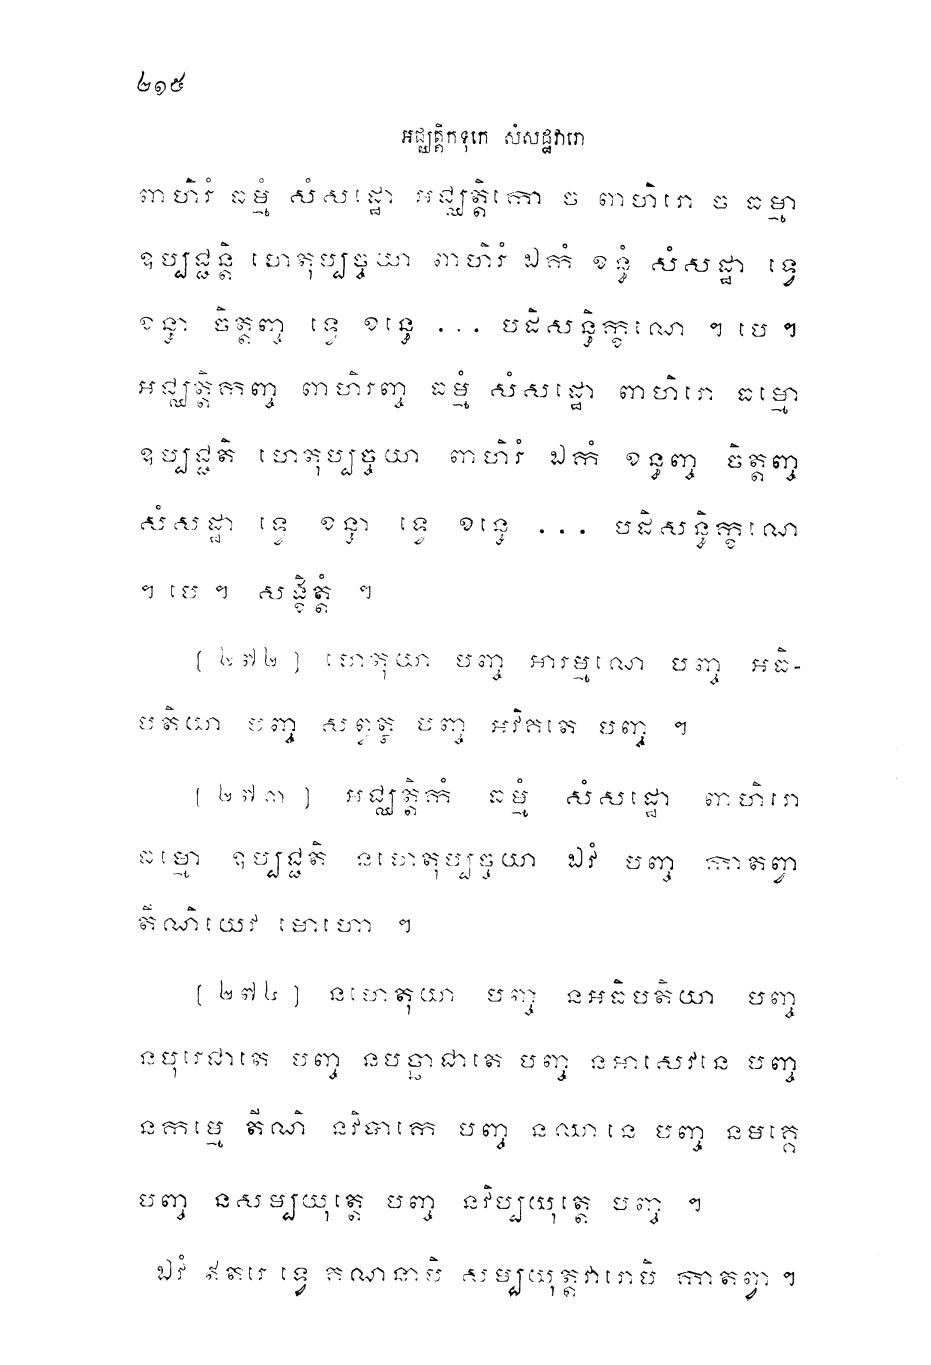 ២១៥
អជ្ឈត្តិកទុកេ សំសដ្ឋវារោ
ពាហិរំ ធម្មំ សំសដ្ឋោ អជ្ឈត្តិកោ ច ពាហិរោ ច ធម្មា
ឧប្បជ្ជន្តិ ហេតុប្បច្ចយា ពាហិរំ ឯកំ ខន្ធំ សំសដ្ឋា ទ្វេ
ខន្ធា ចិត្តញ្ច ទ្វេ ខន្ធេ ... បដិសន្ធិក្ខណេ ។ បេ ។
អជ្ឈត្តិកញ្ច ពាហិរញ្ច ធម្មំ សំសដ្ឋោ ពាហិរោ ធម្មោ
ឧប្បជ្ជតិ ហេតុប្បច្ចយា ពាហិរំ ឯកំ ខន្ធញ្ច ចិត្តញ្ច
សំសដ្ឋា ទ្វេ ខន្ធា ទ្វេ ខន្ធេ ... បដិសន្ធិក្ខណេ
។ បេ ។ សង្ខិត្តំ ។
[ ២៧២ ] ហេតុយា បញ្ច អារម្មណេ បញ្ច អធិ-
បតិយា បញ្ច សព្វត្ថ បញ្ច អវិគតេ បញ្ច ។
[ ២៧៣ ] អជ្ឈត្តិកំ ធម្មំ សំសដ្ឋោ ពាហិរោ
ធម្មោ ឧប្បជ្ជតិ នហេតុប្បច្ចយា ឯវំ បញ្ច កាតព្វា
តីណិយេវ មោហោ ។
[ ២៧៤ ] នហេតុយា បញ្ច នអធិបតិយា បញ្ច
នបុរេជាតេ បញ្ច នបច្ឆាជាតេ បញ្ច នអាសេវនេ បញ្ច
នកម្មេ តីណិ នវិបាកេ បញ្ច នឈានេ បញ្ច នមគ្គេ
បញ្ច នសម្បយុត្តេ បញ្ច នវិប្បយុត្តេ បញ្ច ។
ឯវំ ឥតរេ ទ្វេ គណនាបិ សម្បយុត្តវារោបិ កាតព្វា ។